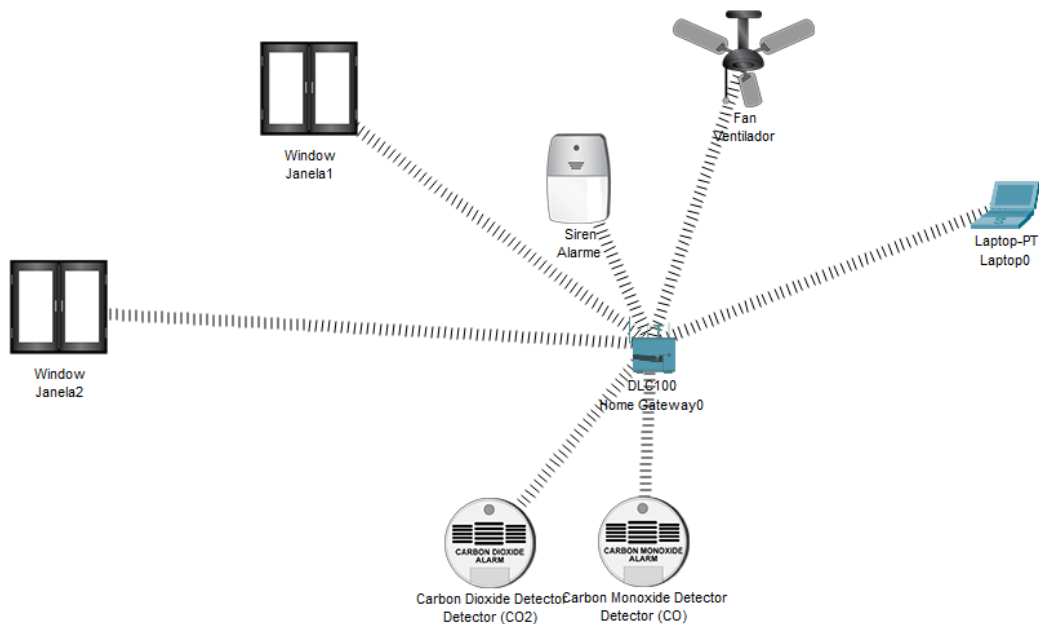 Fan
Ventilador
Window
Janela1
Siren
Alarme
Laptop-PT
Laptop0
Window
Janela2
DLC100
Home Gateway0
CARBON DIOXIDE
ALARM
CARBON MONOXIDE
ALARM
Carbon Dioxide Detector
Detector (CO2)
Carbon Monoxide Detector
Detector (CO)